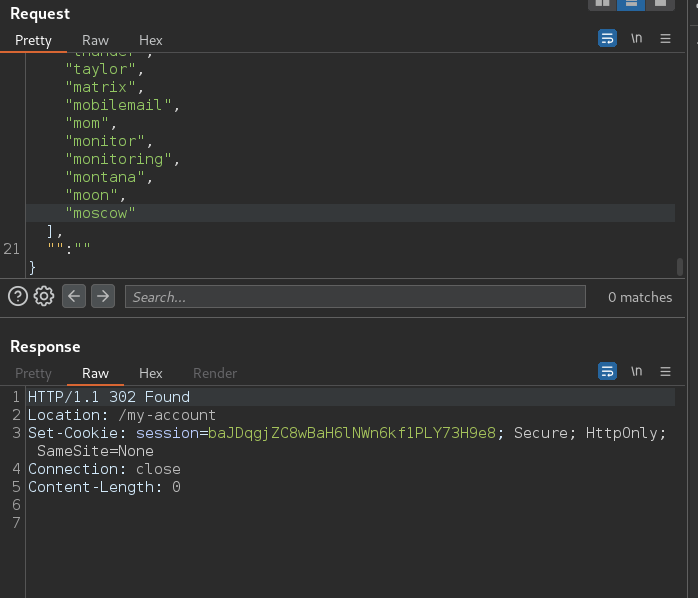 Request
Pretty Raw Hex \n
"thunder",
"taylor",
"matrix",
"mobilemail",
"mom",
"monitor",
"monitoring",
"montana",
"moon",
"moscow"
],
21 "":""
}
Search... 0 matches
Response
Pretty Raw Hex Render \n
1 HTTP/1.1 302 Found
2 Location: /my-account
3 Set-Cookie: session=baJDqgjZC8wBaH6lNWn6kf1PLY73H9e8; Secure; HttpOnly;
SameSite=None
4 Connection: close
5 Content-Length: 0
6
7